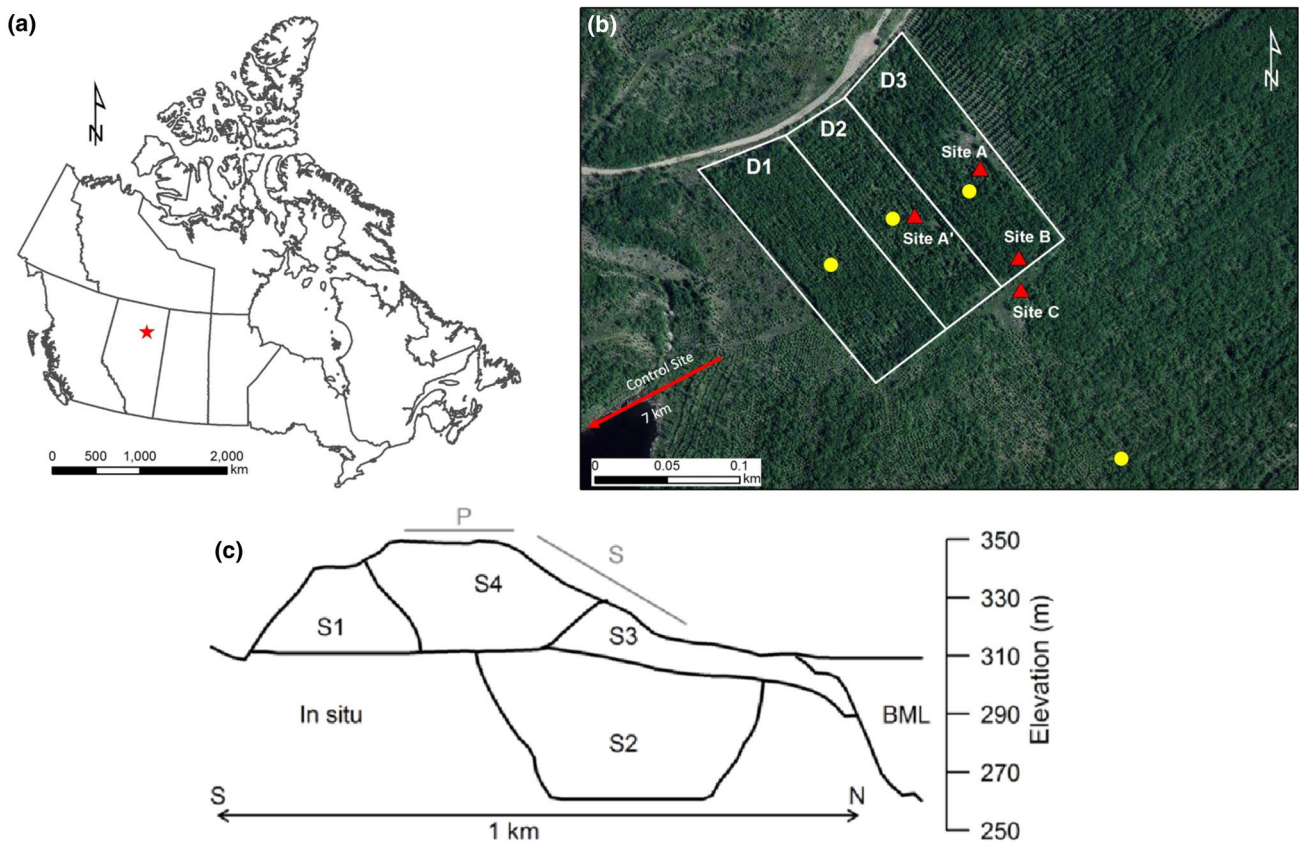 (a)
N
0 500 1,000 2,000
km
(b)
N
D3
D2
D1
Site A
Site A'
Site B
Site C
Control Site
7 km
0 0.05 0.1
km
(c)
P
S
S4
S1
S3
In situ
S2
BML
S N
1 km
350
330
310
290
270
250
Elevation (m)